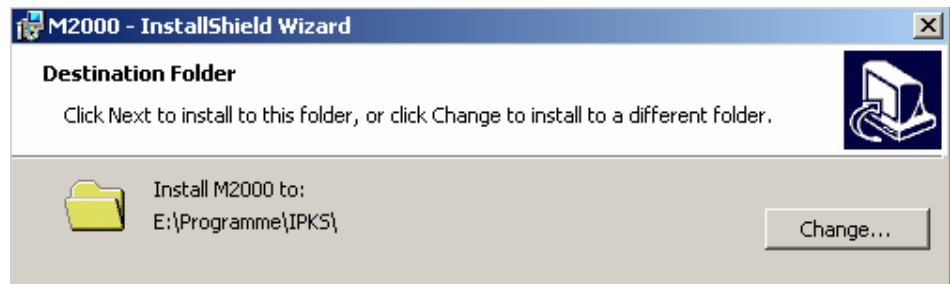 M2000 - InstallShield Wizard
Destination Folder
Click Next to install to this folder, or click Change to install to a different folder.
Install M2000 to:
E:\Programme\IPKS\
Change...